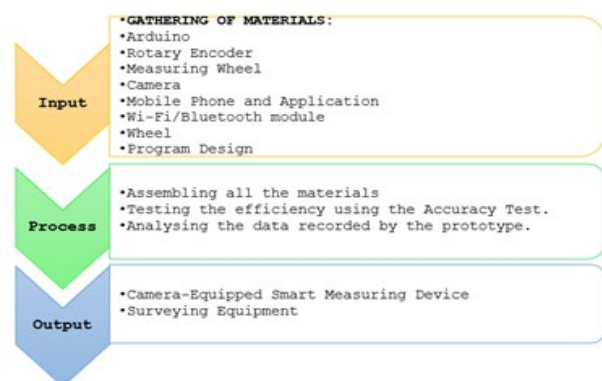 •GATHERING OF MATERIALS:
•Arduino
•Rotary Encoder
•Measuring Wheel
•Camera
Input
•Mobile Phone and Application
•Wi-Fi/Bluetooth module
•Wheel
•Program Design
•Assembling all the materials
•Testing the efficiency using the Accuracy Test.
Process
•Analysing the data recorded by the prototype.
•Camera-Equipped Smart Measuring Device
•Surveying Equipment
Output